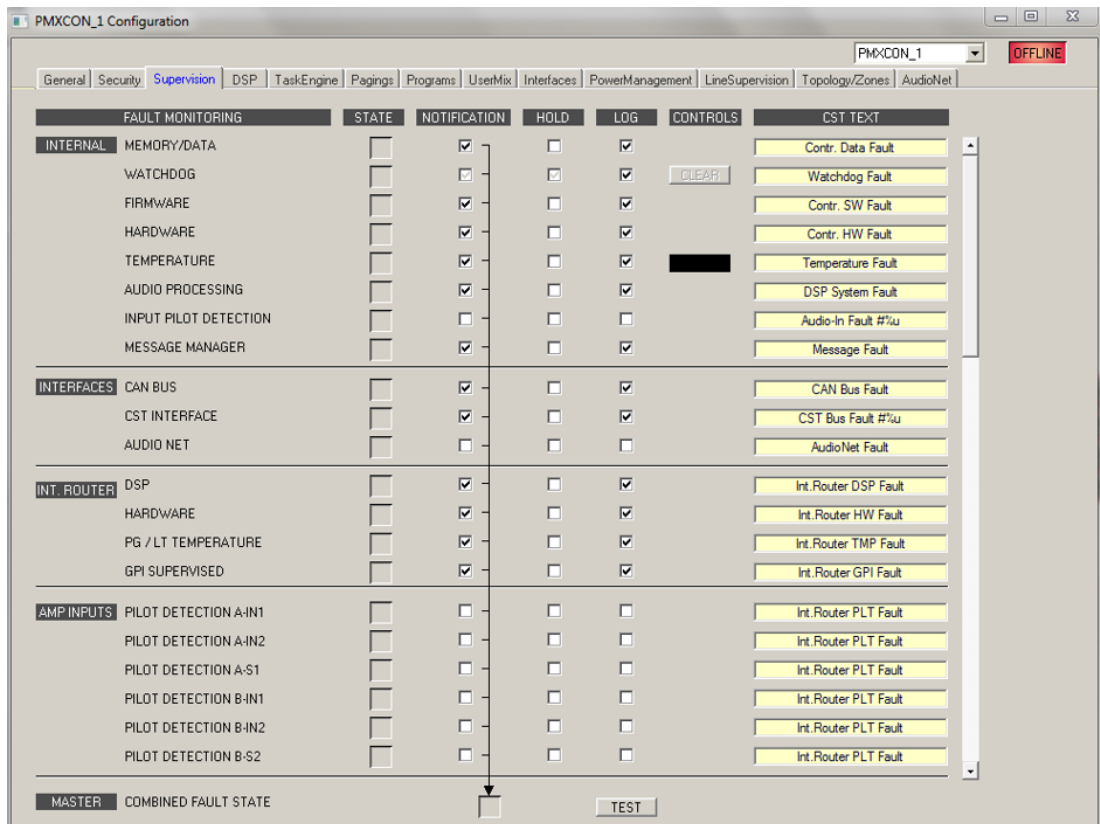 PMXCON_1 Configuration
PMXCON_1 OFFLINE
General Security Supervision DSP TaskEngine Pagings Programs UserMix Interfaces PowerManagement LineSupervision Topology/Zones AudioNet
FAULT MONITORING STATE NOTIFICATION HOLD LOG CONTROLS CST TEXT
INTERNAL MEMORY/DATA Contr. Data Fault
WATCHDOG CLEAR Watchdog Fault
FIRMWARE Contr. SW Fault
HARDWARE Contr. HW Fault
TEMPERATURE Temperature Fault
AUDIO PROCESSING DSP System Fault
INPUT PILOT DETECTION Audio-In Fault #%u
MESSAGE MANAGER Message Fault
INTERFACES CAN BUS CAN Bus Fault
CST INTERFACE CST Bus Fault #%u
AUDIO NET AudioNet Fault
INT. ROUTER DSP Int.Router DSP Fault
HARDWARE Int.Router HW Fault
PG / LT TEMPERATURE Int.Router TMP Fault
GPI SUPERVISED Int.Router GPI Fault
AMP INPUTS PILOT DETECTION A-IN1 Int.Router PLT Fault
PILOT DETECTION A-IN2 Int.Router PLT Fault
PILOT DETECTION A-S1 Int.Router PLT Fault
PILOT DETECTION B-IN1 Int.Router PLT Fault
PILOT DETECTION B-IN2 Int.Router PLT Fault
PILOT DETECTION B-S2 Int.Router PLT Fault
MASTER COMBINED FAULT STATE TEST